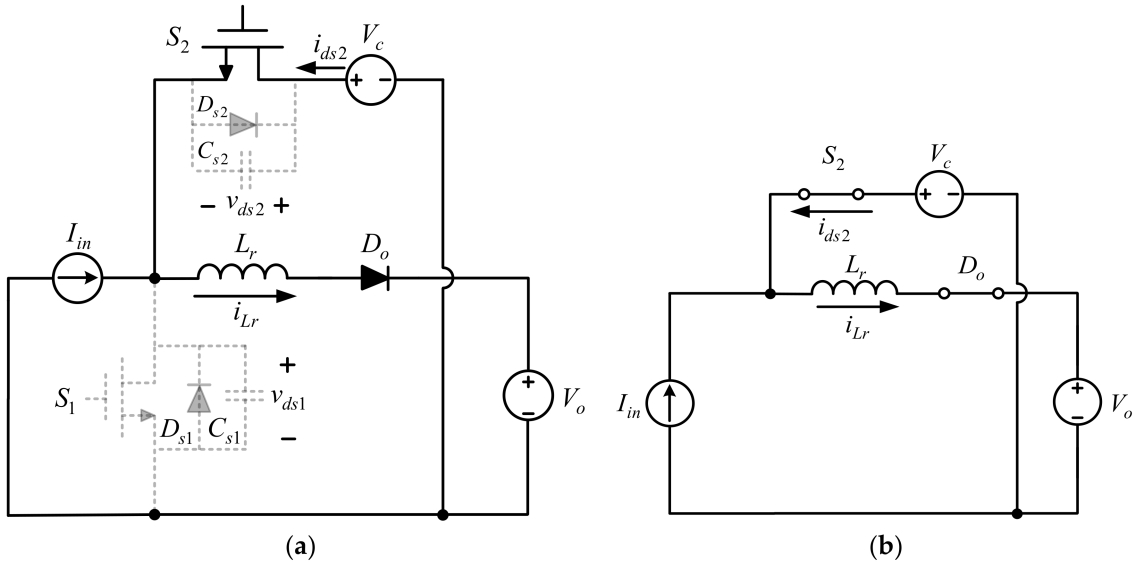 S2
ids2
Vc
+ -
Ds2
Cs2
- vds2 +
Iin
Lr
Do
iLr
S1
Ds1
Cs1
+
vds1
-
+
-
Vo
(a)
S2
Vc
+ -
ids2
Lr
Do
iLr
Iin
+
-
Vo
(b)